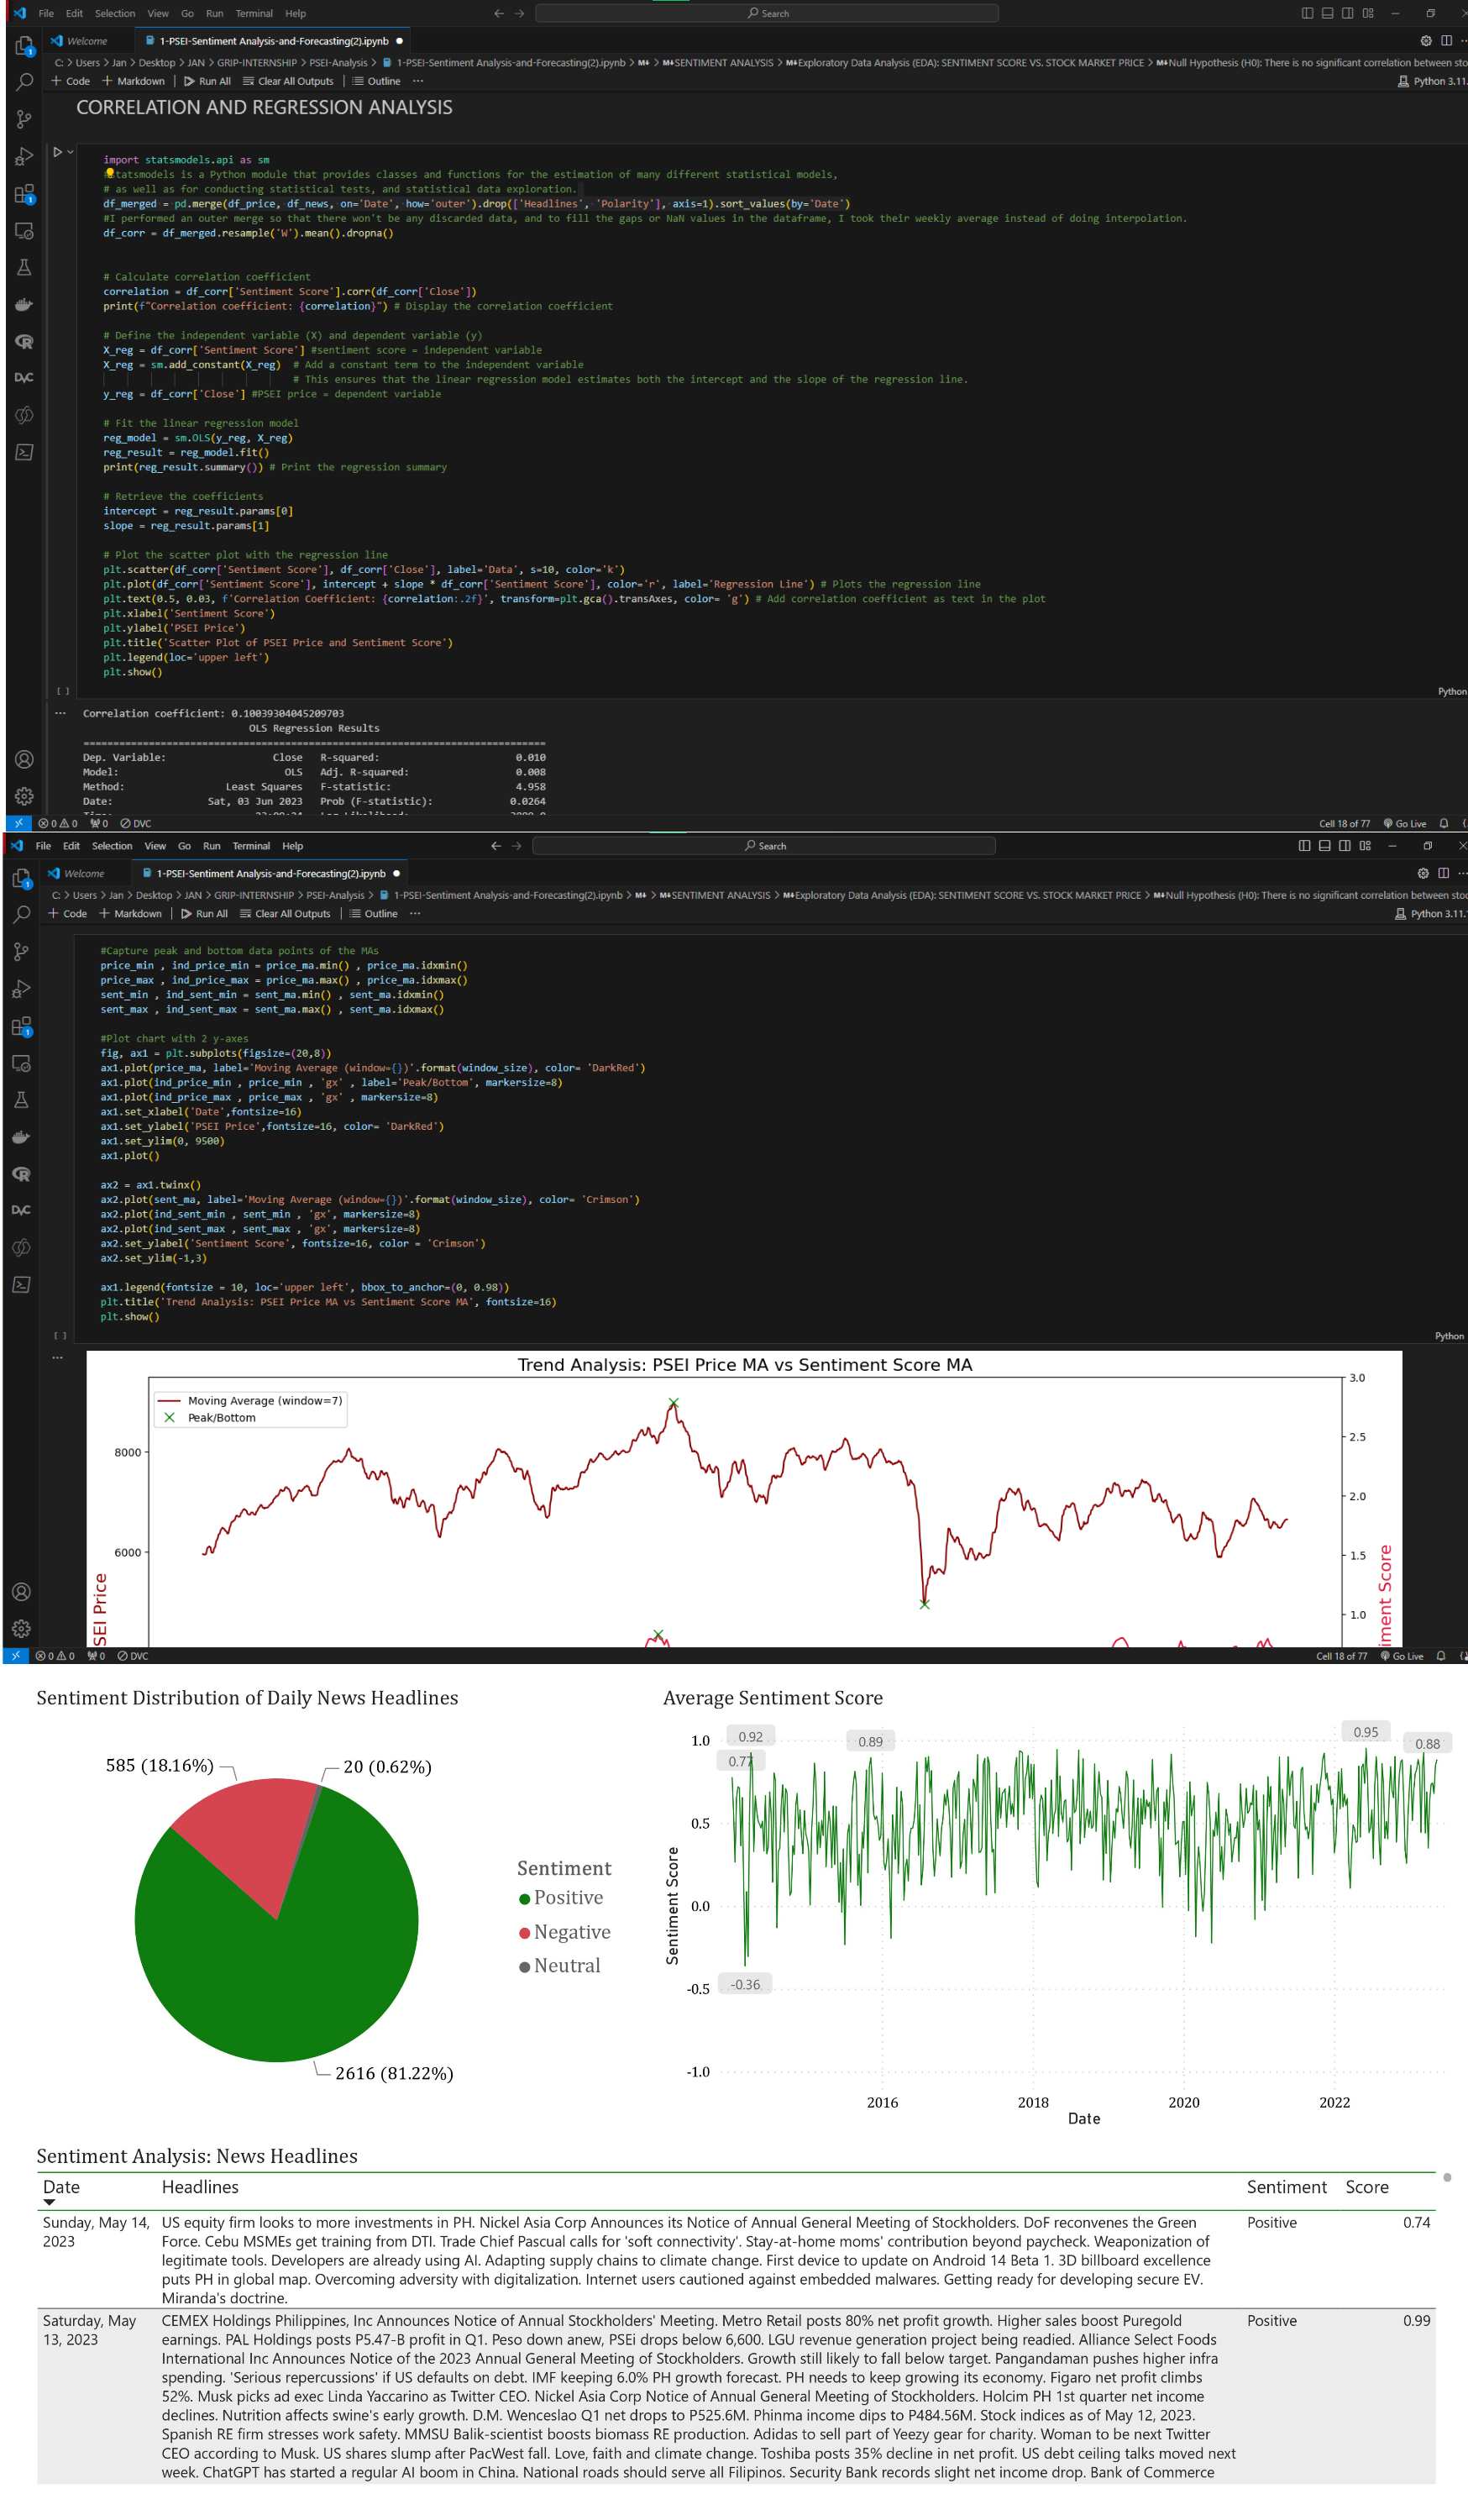 File Edit Selection View Go Run Terminal Help
Search
Welcome
1-PSEI-Sentiment Analysis-and-Forecasting(2).ipynb
C: > Users > Jan > Desktop > JAN > GRIP-INTERNSHIP > PSEI-Analysis > 1-PSEI-Sentiment Analysis-and-Forecasting(2).ipynb > M↓ > M↓SENTIMENT ANALYSIS > M↓Exploratory Data Analysis (EDA): SENTIMENT SCORE VS. STOCK MARKET PRICE > M↓Null Hypothesis (H0): There is no significant correlation between sto
+ Code + Markdown | Run All Clear All Outputs | Outline ...
Python 3.11.
CORRELATION AND REGRESSION ANALYSIS
import statsmodels.api as sm
statsmodels is a Python module that provides classes and functions for the estimation of many different statistical models,
# as well as for conducting statistical tests, and statistical data exploration.
df_merged = pd.merge(df_price, df_news, on='Date', how='outer').drop(['Headlines', 'Polarity'], axis=1).sort_values(by='Date')
#I performed an outer merge so that there won't be any discarded data, and to fill the gaps or NaN values in the dataframe, I took their weekly average instead of doing interpolation.
df_corr = df_merged.resample('W').mean().dropna()
# Calculate correlation coefficient
correlation = df_corr['Sentiment Score'].corr(df_corr['Close'])
print(f"Correlation coefficient: {correlation}") # Display the correlation coefficient
# Define the independent variable (X) and dependent variable (y)
X_reg = df_corr['Sentiment Score'] #sentiment score = independent variable
X_reg = sm.add_constant(X_reg) # Add a constant term to the independent variable
# This ensures that the linear regression model estimates both the intercept and the slope of the regression line.
y_reg = df_corr['Close'] #PSEI price = dependent variable
# Fit the linear regression model
reg_model = sm.OLS(y_reg, X_reg)
reg_result = reg_model.fit()
print(reg_result.summary()) # Print the regression summary
# Retrieve the coefficients
intercept = reg_result.params[0]
slope = reg_result.params[1]
# Plot the scatter plot with the regression line
plt.scatter(df_corr['Sentiment Score'], df_corr['Close'], label='Data', s=10, color='k')
plt.plot(df_corr['Sentiment Score'], intercept + slope * df_corr['Sentiment Score'], color='r', label='Regression Line') # Plots the regression line
plt.text(0.5, 0.03, f'Correlation Coefficient: {correlation:.2f}', transform=plt.gca().transAxes, color= 'g') # Add correlation coefficient as text in the plot
plt.xlabel('Sentiment Score')
plt.ylabel('PSEI Price')
plt.title('Scatter Plot of PSEI Price and Sentiment Score')
plt.legend(loc='upper left')
plt.show()
[ ]
Python
Correlation coefficient: 0.10039304045209703
OLS Regression Results
Dep. Variable: Close R-squared: 0.010
Model: OLS Adj. R-squared: 0.008
Method: Least Squares F-statistic: 4.958
Date: Sat, 03 Jun 2023 Prob (F-statistic): 0.0264
0 0 0 DVC
Cell 18 of 77 Go Live
File Edit Selection View Go Run Terminal Help
Search
Welcome
1-PSEI-Sentiment Analysis-and-Forecasting(2).ipynb
C: > Users > Jan > Desktop > JAN > GRIP-INTERNSHIP > PSEI-Analysis > 1-PSEI-Sentiment Analysis-and-Forecasting(2).ipynb > M↓ > M↓SENTIMENT ANALYSIS > M↓Exploratory Data Analysis (EDA): SENTIMENT SCORE VS. STOCK MARKET PRICE > M↓Null Hypothesis (H0): There is no significant correlation between sto
+ Code + Markdown | Run All Clear All Outputs | Outline ...
Python 3.11.
#Capture peak and bottom data points of the MAs
price_min , ind_price_min = price_ma.min() , price_ma.idxmin()
price_max , ind_price_max = price_ma.max() , price_ma.idxmax()
sent_min , ind_sent_min = sent_ma.min() , sent_ma.idxmin()
sent_max , ind_sent_max = sent_ma.max() , sent_ma.idxmax()
#Plot chart with 2 y-axes
fig, ax1 = plt.subplots(figsize=(20,8))
ax1.plot(price_ma, label='Moving Average (window={})'.format(window_size), color= 'DarkRed')
ax1.plot(ind_price_min , price_min , 'gx' , label='Peak/Bottom', markersize=8)
ax1.plot(ind_price_max , price_max , 'gx' , markersize=8)
ax1.set_xlabel('Date',fontsize=16)
ax1.set_ylabel('PSEI Price',fontsize=16, color= 'DarkRed')
ax1.set_ylim(0, 9500)
ax1.plot()
ax2 = ax1.twinx()
ax2.plot(sent_ma, label='Moving Average (window={})'.format(window_size), color= 'Crimson')
ax2.plot(ind_sent_min , sent_min , 'gx', markersize=8)
ax2.plot(ind_sent_max , sent_max , 'gx', markersize=8)
ax2.set_ylabel('Sentiment Score', fontsize=16, color = 'Crimson')
ax2.set_ylim(-1,3)
ax1.legend(fontsize = 10, loc='upper left', bbox_to_anchor=(0, 0.98))
plt.title('Trend Analysis: PSEI Price MA vs Sentiment Score MA', fontsize=16)
plt.show()
[ ]
Python
Trend Analysis: PSEI Price MA vs Sentiment Score MA
Moving Average (window=7)
Peak/Bottom
8000
6000
SEI Price
3.0
2.5
2.0
1.5
1.0
iment Score
0 0 0 DVC
Cell 18 of 77 Go Live
Sentiment Distribution of Daily News Headlines
585 (18.16%)
20 (0.62%)
2616 (81.22%)
Sentiment
Positive
Negative
Neutral
Average Sentiment Score
1.0
0.5
0.0
-0.5
-1.0
Sentiment Score
0.92
0.77
0.89
0.95
0.88
-0.36
2016 2018 2020 2022
Date
Sentiment Analysis: News Headlines
Date Headlines Sentiment Score
Sunday, May 14, US equity firm looks to more investments in PH. Nickel Asia Corp Announces its Notice of Annual General Meeting of Stockholders. DoF reconvenes the Green Positive 0.74
2023 Force. Cebu MSMEs get training from DTI. Trade Chief Pascual calls for 'soft connectivity'. Stay-at-home moms' contribution beyond paycheck. Weaponization of
legitimate tools. Developers are already using AI. Adapting supply chains to climate change. First device to update on Android 14 Beta 1. 3D billboard excellence
puts PH in global map. Overcoming adversity with digitalization. Internet users cautioned against embedded malwares. Getting ready for developing secure EV.
Miranda's doctrine.
Saturday, May CEMEX Holdings Philippines, Inc Announces Notice of Annual Stockholders' Meeting. Metro Retail posts 80% net profit growth. Higher sales boost Puregold Positive 0.99
13, 2023 earnings. PAL Holdings posts P5.47-B profit in Q1. Peso down anew, PSEi drops below 6,600. LGU revenue generation project being readied. Alliance Select Foods
International Inc Announces Notice of the 2023 Annual General Meeting of Stockholders. Growth still likely to fall below target. Pangandaman pushes higher infra
spending. 'Serious repercussions' if US defaults on debt. IMF keeping 6.0% PH growth forecast. PH needs to keep growing its economy. Figaro net profit climbs
52%. Musk picks ad exec Linda Yaccarino as Twitter CEO. Nickel Asia Corp Notice of Annual General Meeting of Stockholders. Holcim PH 1st quarter net income
declines. Nutrition affects swine's early growth. D.M. Wenceslao Q1 net drops to P525.6M. Phinma income dips to P484.56M. Stock indices as of May 12, 2023.
Spanish RE firm stresses work safety. MMSU Balik-scientist boosts biomass RE production. Adidas to sell part of Yeezy gear for charity. Woman to be next Twitter
CEO according to Musk. US shares slump after PacWest fall. Love, faith and climate change. Toshiba posts 35% decline in net profit. US debt ceiling talks moved next
week. ChatGPT has started a regular AI boom in China. National roads should serve all Filipinos. Security Bank records slight net income drop. Bank of Commerce